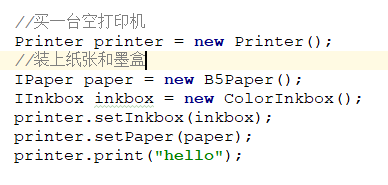 //买一台空打印机
Printer printer = new Printer();
//装上纸张和墨盒
IPaper paper = new B5Paper();
IInkbox inkbox = new ColorInkbox();
printer.setInkbox(inkbox);
printer.setPaper(paper);
printer.print("hello");